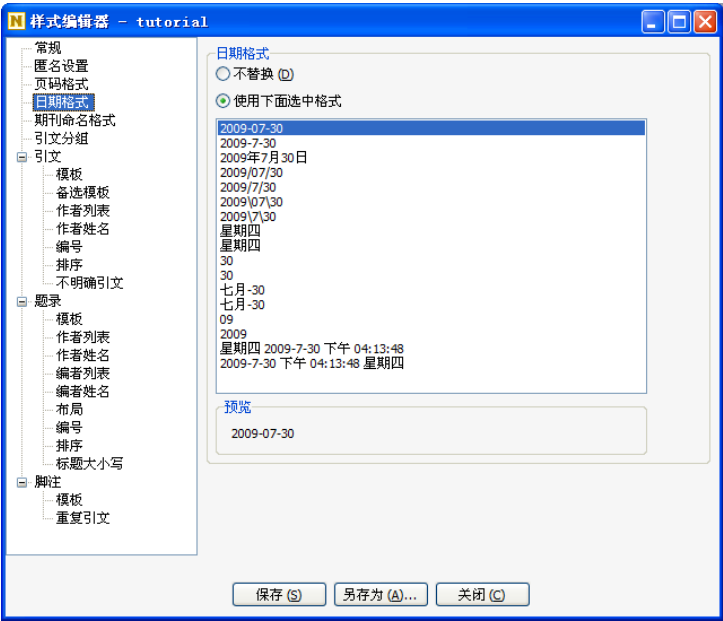 样式编辑器 - tutorial
常规
匿名设置
页码格式
日期格式
期刊命名格式
引文分组
引文
模板
备选模板
作者列表
作者姓名
编号
排序
不明确引文
题录
模板
作者列表
作者姓名
编者列表
编者姓名
布局
编号
排序
标题大小写
脚注
模板
重复引文
日期格式
不替换 (D)
使用下面选中格式
2009-07-30
2009-7-30
2009年7月30日
2009/07/30
2009/7/30
2009\07\30
2009\7\30
星期四
星期四
30
30
七月-30
七月-30
09
2009
星期四 2009-7-30 下午 04:13:48
2009-7-30 下午 04:13:48 星期四
预览
2009-07-30
保存 (S)
另存为 (A)...
关闭 (C)